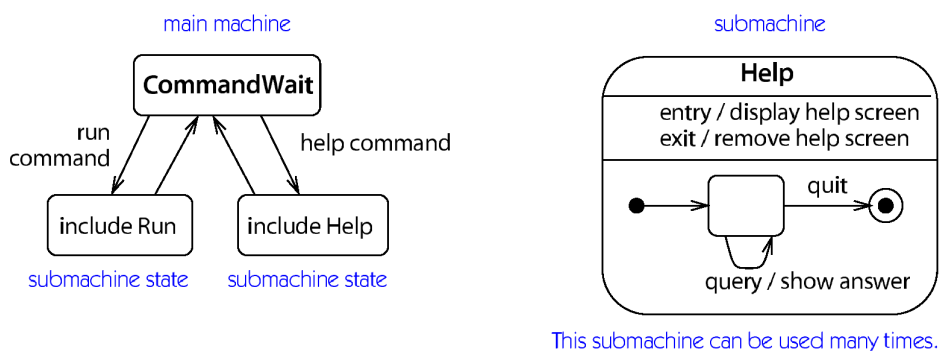 main machine
CommandWait
run
command
help command
include Run
include Help
submachine state
submachine state
submachine
Help
entry / display help screen
exit / remove help screen
quit
query / show answer
This submachine can be used many times.